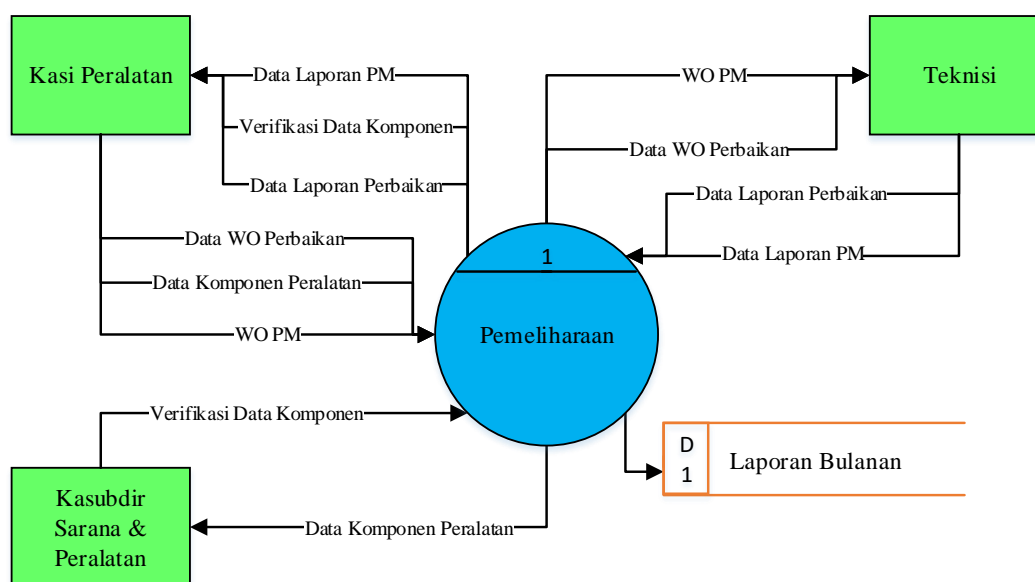 Kasi Peralatan
Data Laporan PM
Verifikasi Data Komponen
Data Laporan Perbaikan
WO PM
Data WO Perbaikan
Teknisi
Data Laporan Perbaikan
Data Laporan PM
Data WO Perbaikan
Data Komponen Peralatan
WO PM
1
Pemeliharaan
Verifikasi Data Komponen
Kasubdir
Sarana &
Peralatan
Data Komponen Peralatan
D
1
Laporan Bulanan